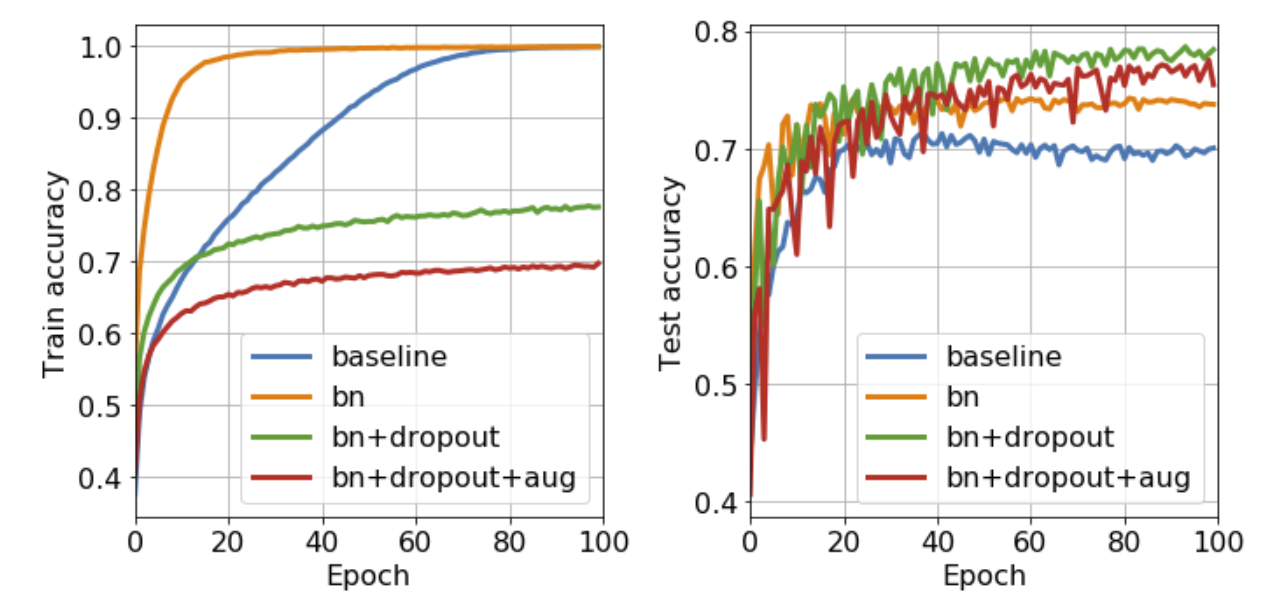 Train accuracy
1.0
0.9
0.8
0.7
0.6
0.5
0.4
baseline
bn
bn+dropout
bn+dropout+aug
0 20 40 60 80 100
Epoch
Test accuracy
0.8
0.7
0.6
0.5
0.4
baseline
bn
bn+dropout
bn+dropout+aug
0 20 40 60 80 100
Epoch